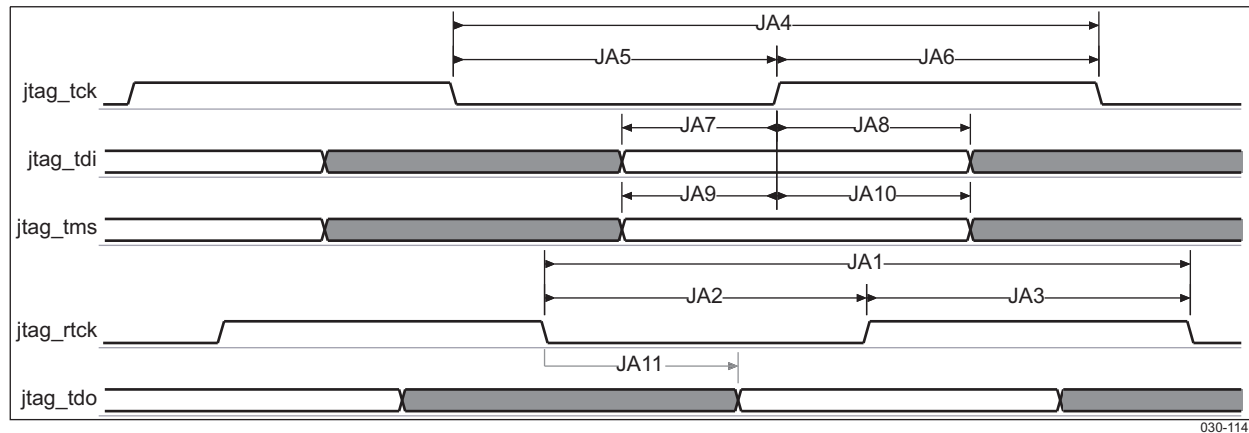 JA4
JA5 JA6
jtag_tck
JA7 JA8
jtag_tdi
JA9 JA10
jtag_tms
JA1
JA2 JA3
jtag_rtck
JA11
jtag_tdo
030-114